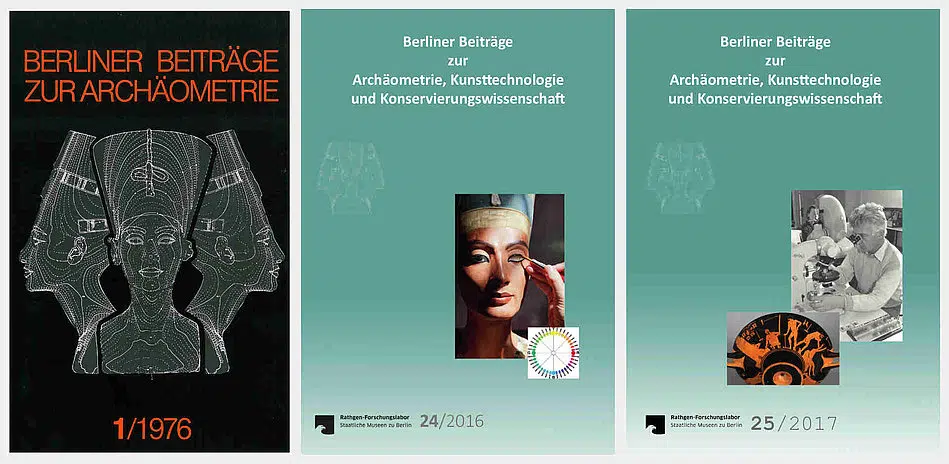 BERLINER BEITRÄGE
ZUR ARCHÄOMETRIE
1/1976
Berliner Beiträge
zur
Archäometrie, Kunsttechnologie
und Konservierungswissenschaft
Rathgen-Forschungslabor
Staatliche Museen zu Berlin
24/2016
Berliner Beiträge
zur
Archäometrie, Kunsttechnologie
und Konservierungswissenschaft
Rathgen-Forschungslabor
Staatliche Museen zu Berlin
25/2017